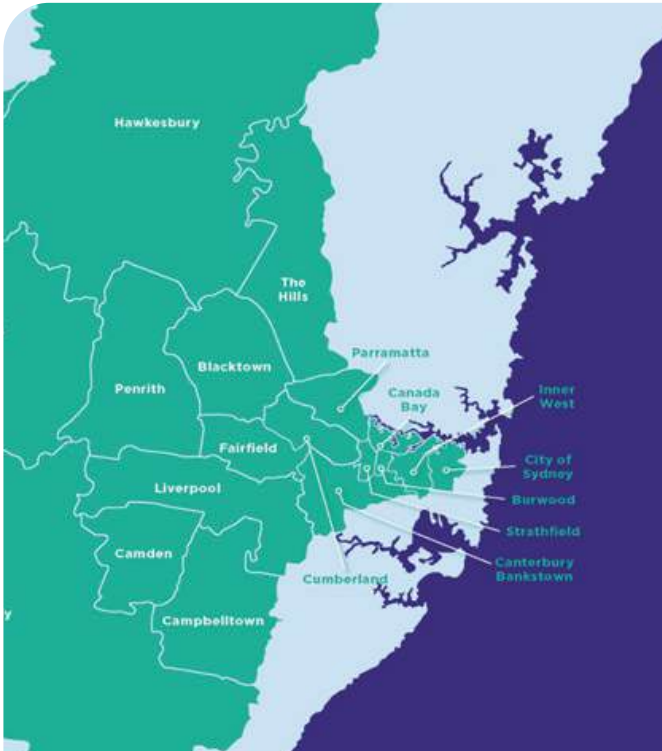 Hawkesbury
The
Hills
Parramatta
Blacktown
Penrith
Canada
Bay
Inner
West
Fairfield
City of
Sydney
Liverpool
Burwood
Strathfield
Camden
Canterbury
Bankstown
Cumberland
y
Campbelltown